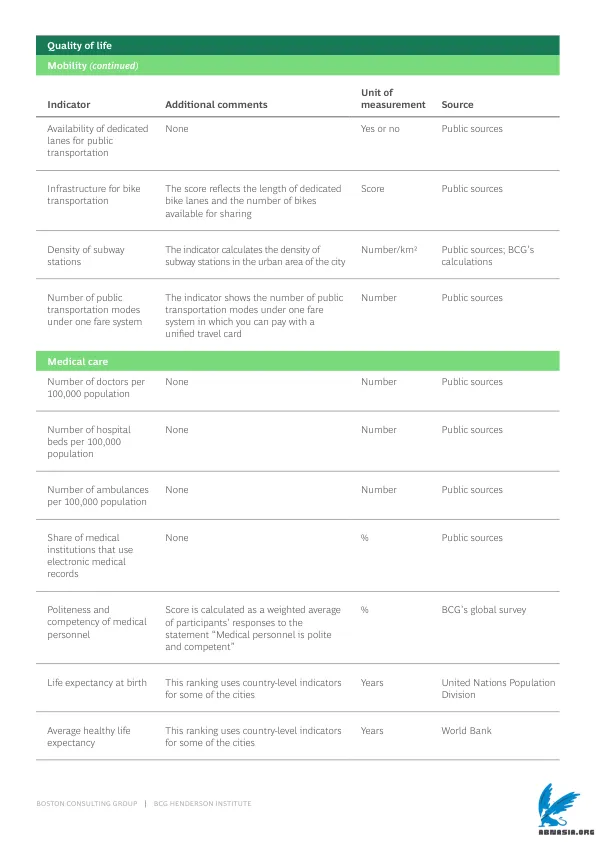 Quality of life
Mobility (continued)
Indicator
Additional comments
Unit of
measurement
Source
Availability of dedicated
lanes for public
transportation
None
Yes or no
Public sources
Infrastructure for bike
transportation
The score reflects the length of dedicated
bike lanes and the number of bikes
available for sharing
Score
Public sources
Density of subway
stations
The indicator calculates the density of
subway stations in the urban area of the city
Number/km²
Public sources; BCG's
calculations
Number of public
transportation modes
under one fare system
The indicator shows the number of public
transportation modes under one fare
system in which you can pay with a
unified travel card
Number
Public sources
Medical care
Number of doctors per
100,000 population
None
Number
Public sources
Number of hospital
beds per 100,000
population
None
Number
Public sources
Number of ambulances
per 100,000 population
None
Number
Public sources
Share of medical
institutions that use
electronic medical
records
None
%
Public sources
Politeness and
competency of medical
personnel
Score is calculated as a weighted average
of participants' responses to the
statement "Medical personnel is polite
and competent"
%
BCG's global survey
Life expectancy at birth
This ranking uses country-level indicators
for some of the cities
Years
United Nations Population
Division
Average healthy life
expectancy
This ranking uses country-level indicators
for some of the cities
Years
World Bank
BOSTON CONSULTING GROUP | BCG HENDERSON INSTITUTE
ABNASIA.ORG